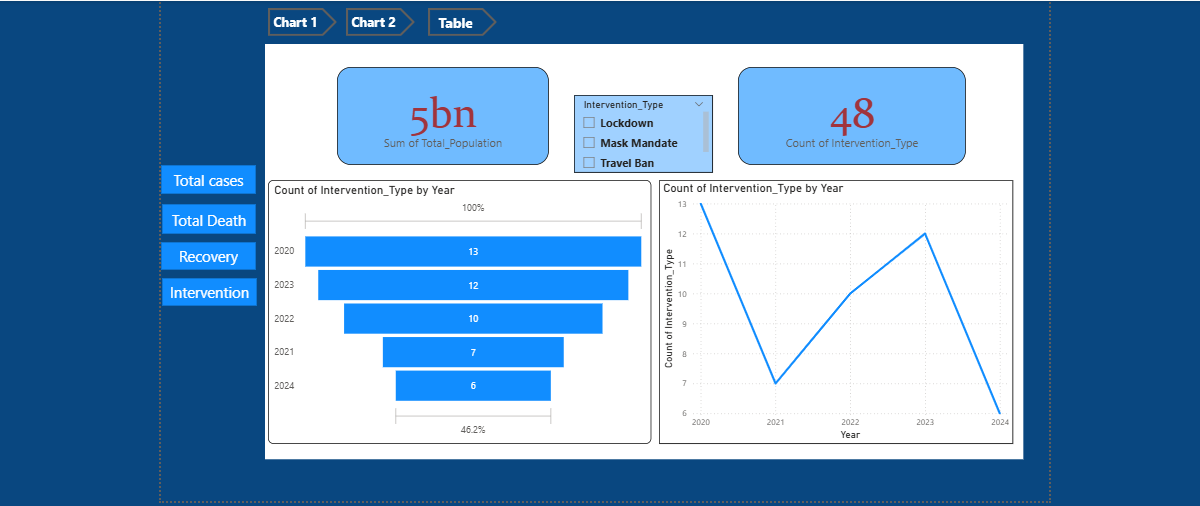 Chart 1
Chart 2
Table
5bn
Sum of Total_Population
Intervention_Type
Lockdown
Mask Mandate
Travel Ban
48
Count of Intervention_Type
Total cases
Total Death
Recovery
Intervention
Count of Intervention_Type by Year
100%
2020 13
2023 12
2022 10
2021 7
2024 6
46.2%
Count of Intervention_Type by Year
Count of Intervention_Type
13
12
11
10
9
8
7
6
2020 2021 2022 2023 2024
Year